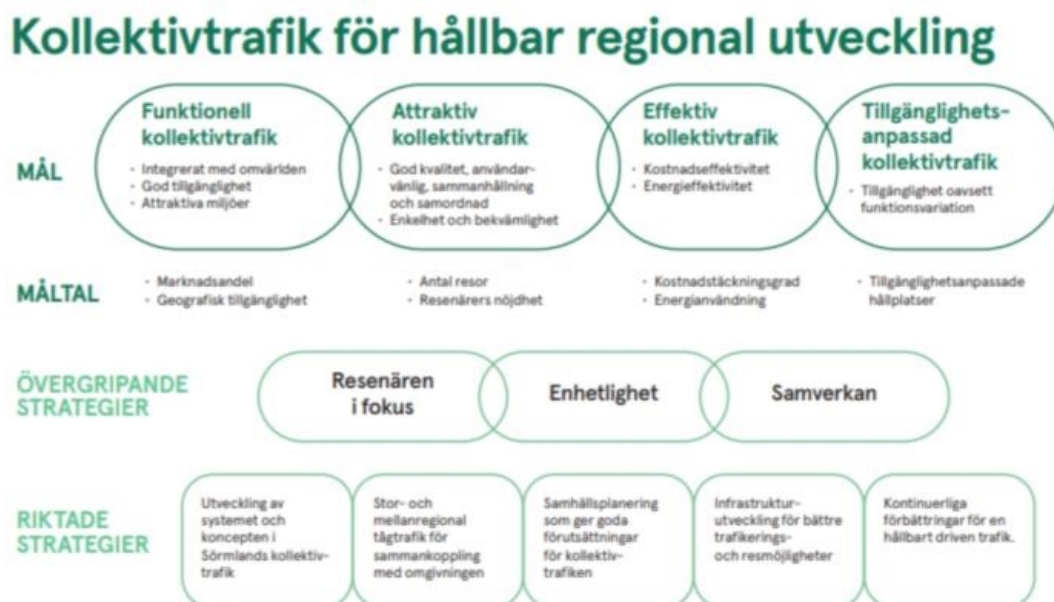 Kollektivtrafik för hållbar regional utveckling
MÅL
Funktionell
kollektivtrafik
· Integrerat med omvärlden
· God tillgänglighet
· Attraktiva miljöer
Attraktiv
kollektivtrafik
· God kvalitet, användar-
vänlig, sammanhållning
och samordnad
· Enkelhet och bekvämlighet
Effektiv
kollektivtrafik
· Kostnadseffektivitet
· Energieffektivitet
Tillgänglighets-
anpassad
kollektivtrafik
· Tillgänglighet oavsett
funktionsvariation
MÅLTAL
· Marknadsandel
· Geografisk tillgänglighet
· Antal resor
· Resenärers nöjdhet
· Kostnadstäckningsgrad
· Energianvändning
· Tillgänglighetsanpassade
hållplatser
ÖVERGRIPANDE
STRATEGIER
Resenären
i fokus
Enhetlighet
Samverkan
RIKTADE
STRATEGIER
Utveckling av
systemet och
koncepten i
Sörmlands kollektiv-
trafik
Stor- och
mellanregional
tågtrafik för
sammankoppling
med omgivningen
Samhällsplanering
som ger goda
förutsättningar
för kollektiv-
trafiken
Infrastruktur-
utveckling för bättre
trafikerings-
och resmöjligheter
Kontinuerliga
förbättringar för en
hållbart driven trafik.